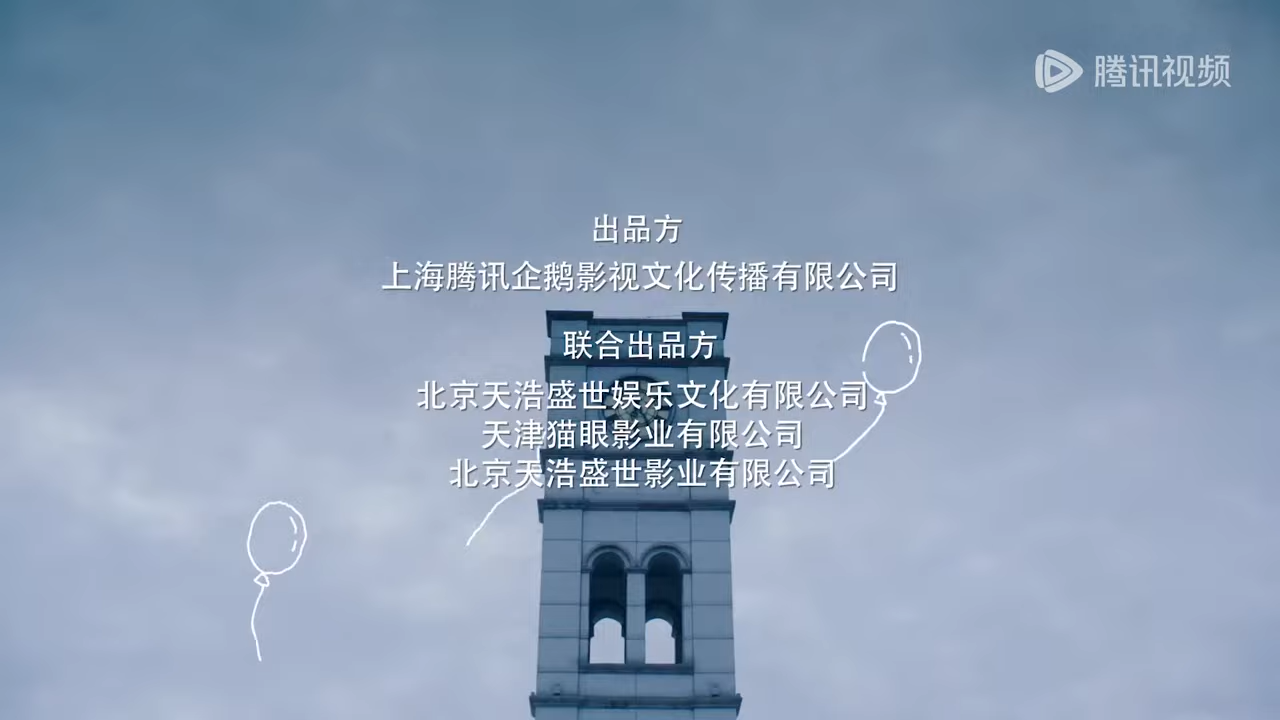 腾讯视频
出品方
上海腾讯企鹅影视文化传播有限公司
联合出品方
北京天浩盛世娱乐文化有限公司
天津猫眼影业有限公司
北京天浩盛世影业有限公司